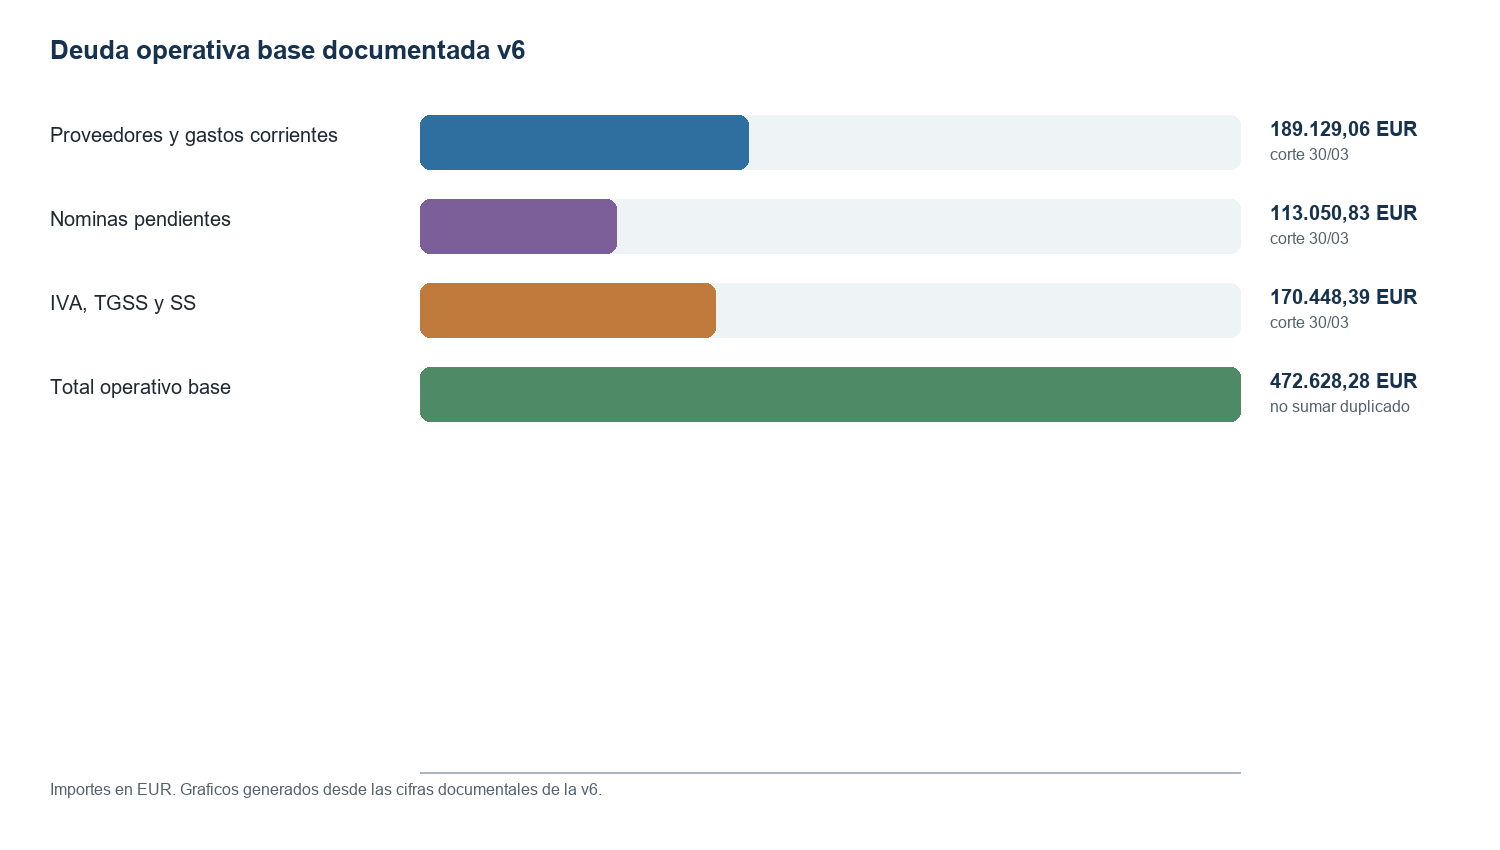 Deuda operativa base documentada v6
Proveedores y gastos corrientes
189.129,06 EUR
corte 30/03
Nominas pendientes
113.050,83 EUR
corte 30/03
IVA, TGSS y SS
170.448,39 EUR
corte 30/03
Total operativo base
472.628,28 EUR
no sumar duplicado
Importes en EUR. Graficos generados desde las cifras documentales de la v6.